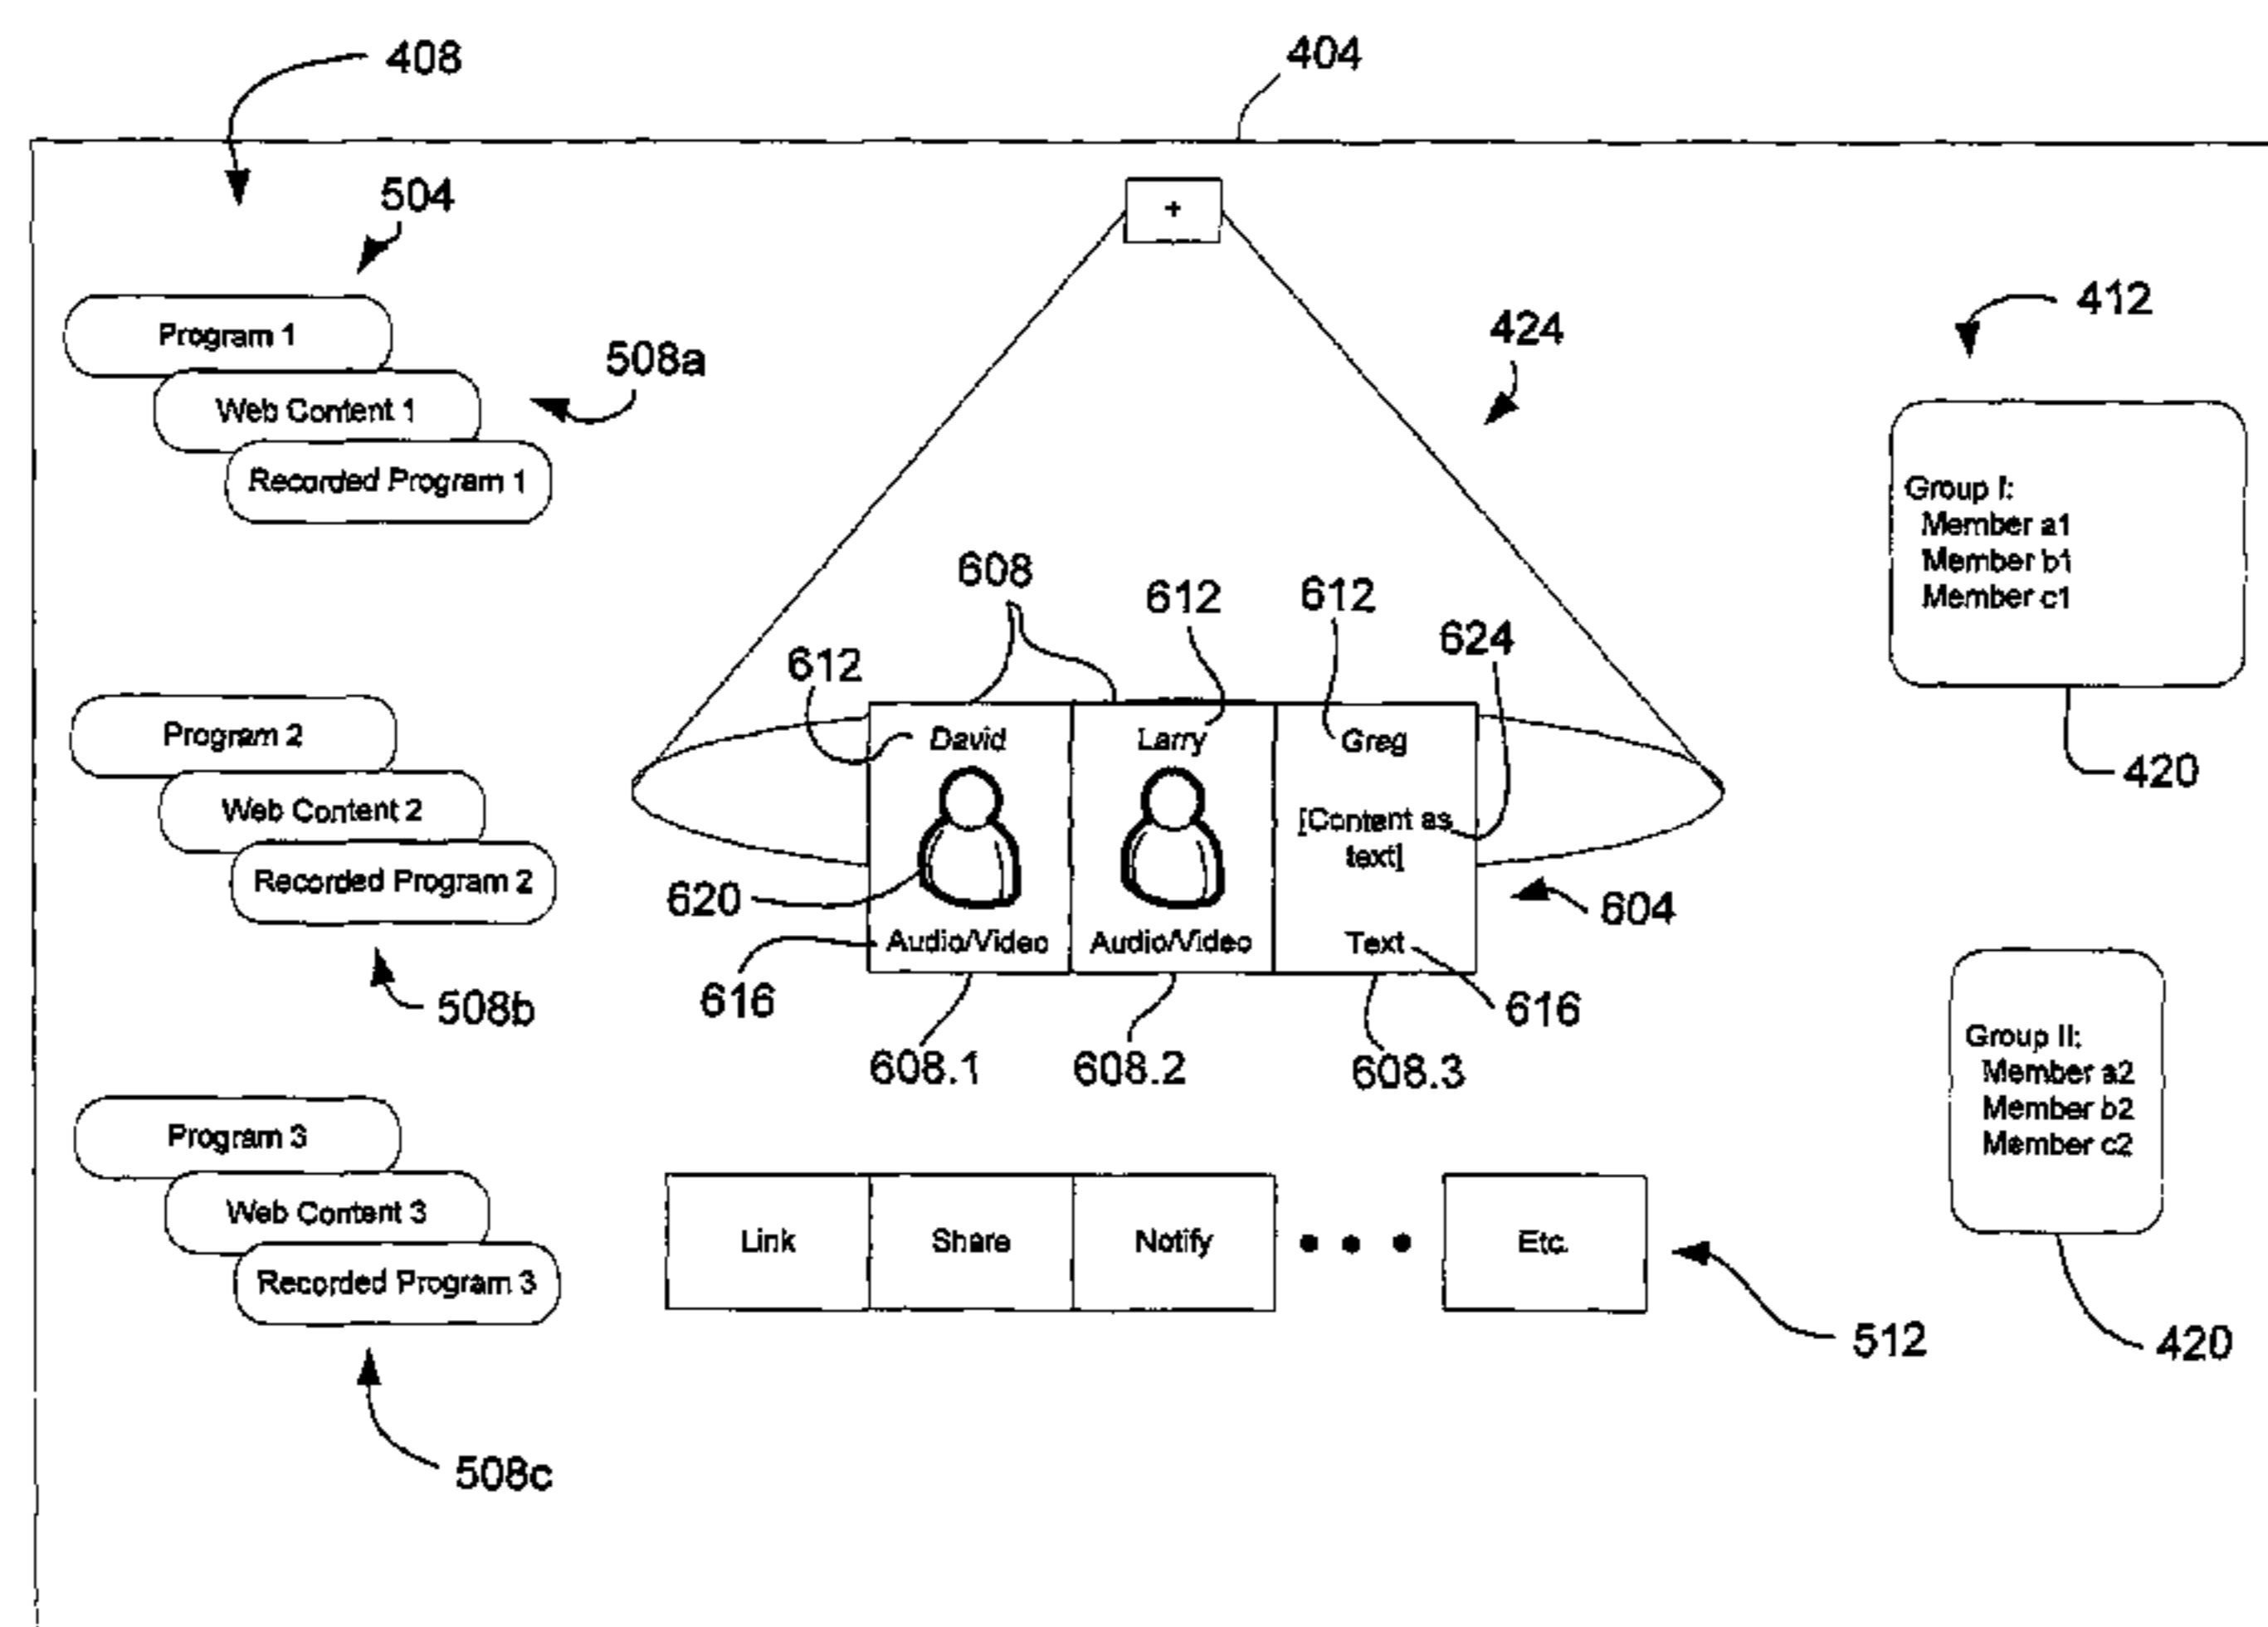 408
404
504
+
412
424
Program 1
508a
Web Content 1
Recorded Program 1
Group I:
Member a1
Member b1
Member c1
608
612
612
624
612
Program 2
David
Larry
Greg
420
Web Content 2
[Content as
text]
Recorded Program 2
620
604
Audio/Video
Audio/Video
Text
616
616
508b
608.1
608.2
608.3
Group II:
Member a2
Member b2
Member c2
Program 3
Web Content 3
Recorded Program 3
Link
Share
Notify
Etc.
512
420
508c